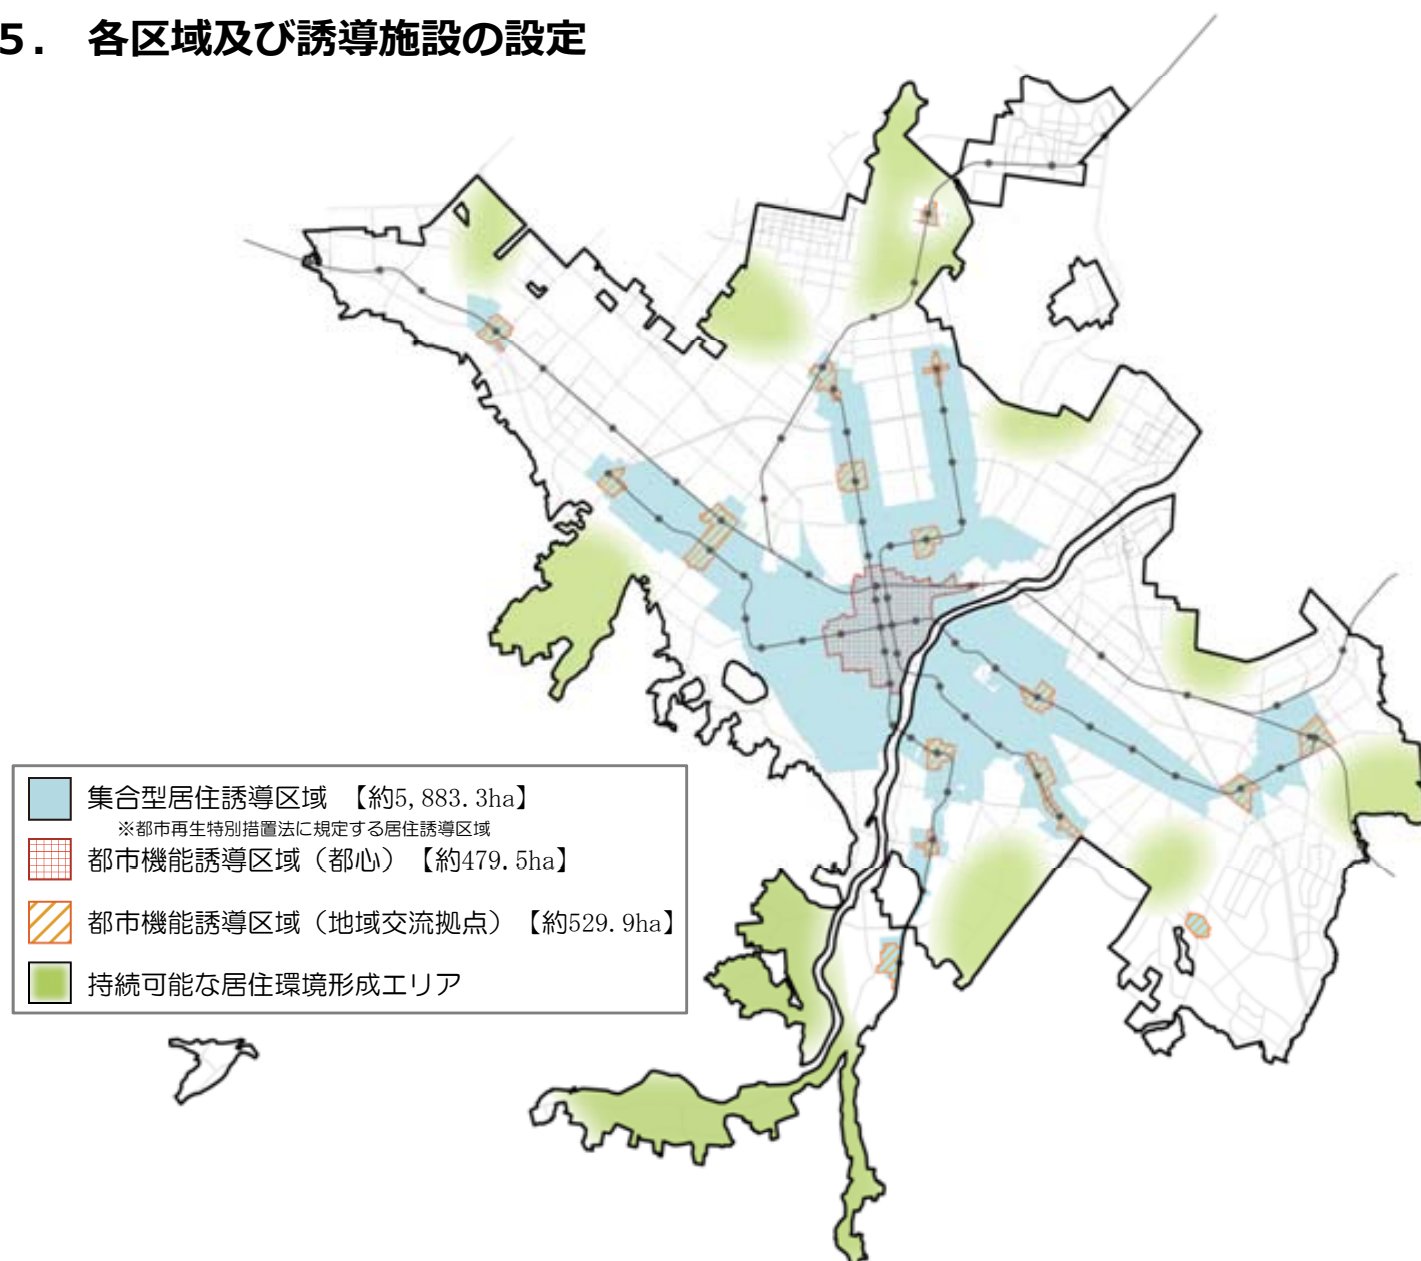 5． 各区域及び誘導施設の設定
集合型居住誘導区域 【約5,883.3ha】
※都市再生特別措置法に規定する居住誘導区域
都市機能誘導区域（都心）【約479.5ha】
都市機能誘導区域（地域交流拠点）【約529.9ha】
持続可能な居住環境形成エリア